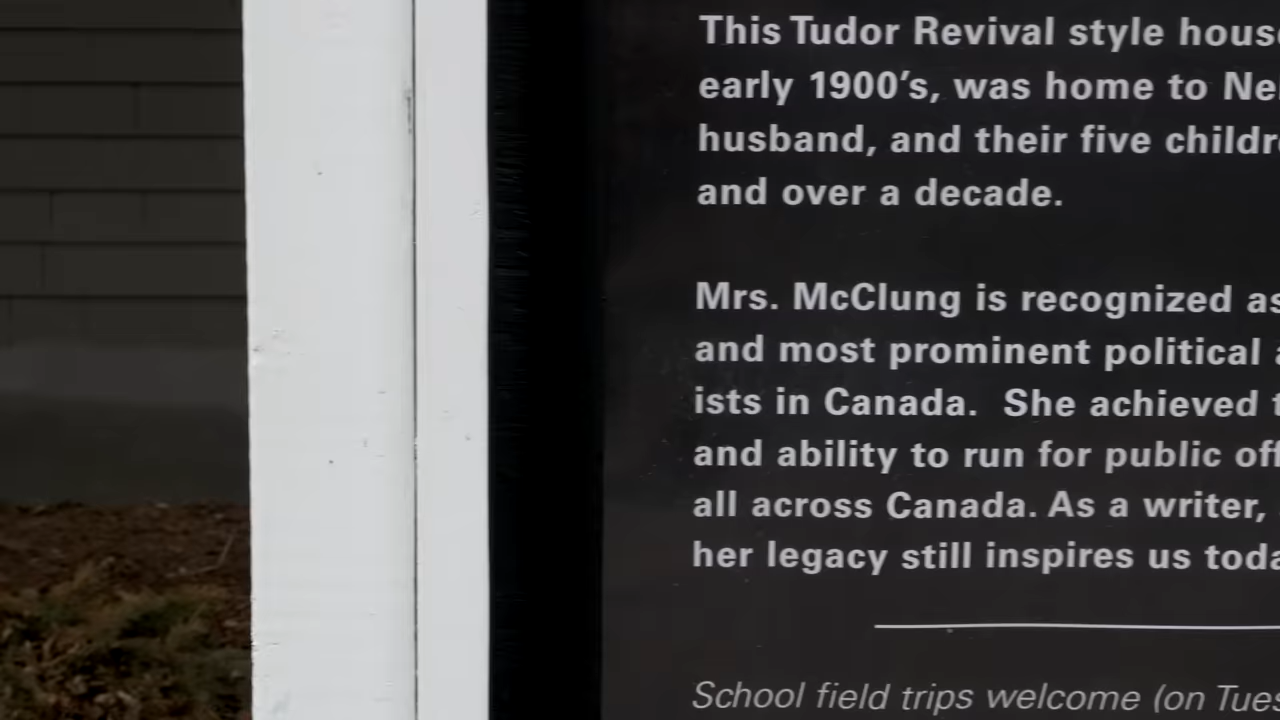 This Tudor Revival style house
early 1900's, was home to Ne
husband, and their five childr
and over a decade.
Mrs. McClung is recognized as
and most prominent political a
ists in Canada. She achieved t
and ability to run for public off
all across Canada. As a writer,
her legacy still inspires us toda
School field trips welcome (on Tues